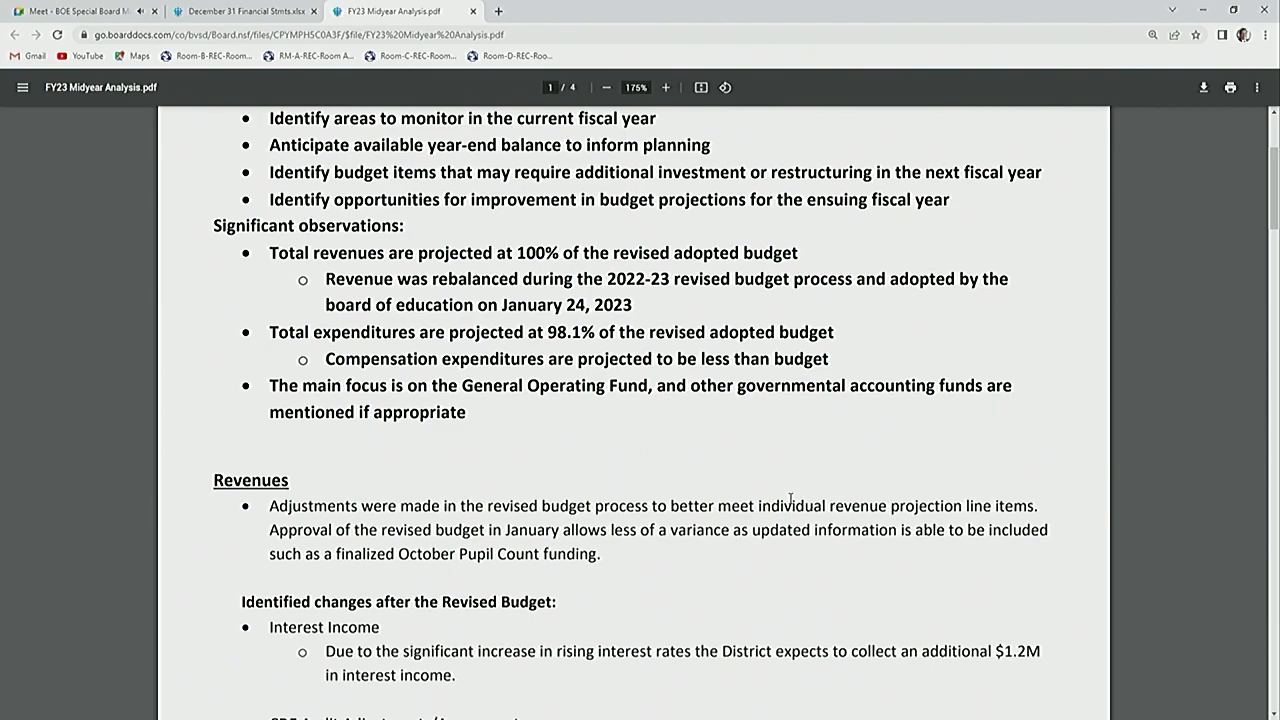 Meet - BOE Special Board M
December 31 Financial Stmts.xlsx
FY23 Midyear Analysis.pdf
go.boarddocs.com/co/bvsd/Board.nsf/files/CPYMPH5C0A3F/$file/FY23%20Midyear%20Analysis.pdf
Gmail YouTube Maps Room-B-REC-Room... RM-A-REC-Room A... Room-C-REC-Room... Room-D-REC-Roo...
FY23 Midyear Analysis.pdf 1 / 4 175%
• Identify areas to monitor in the current fiscal year
• Anticipate available year-end balance to inform planning
• Identify budget items that may require additional investment or restructuring in the next fiscal year
• Identify opportunities for improvement in budget projections for the ensuing fiscal year
Significant observations:
• Total revenues are projected at 100% of the revised adopted budget
o Revenue was rebalanced during the 2022-23 revised budget process and adopted by the
board of education on January 24, 2023
• Total expenditures are projected at 98.1% of the revised adopted budget
o Compensation expenditures are projected to be less than budget
• The main focus is on the General Operating Fund, and other governmental accounting funds are
mentioned if appropriate
Revenues
• Adjustments were made in the revised budget process to better meet individual revenue projection line items.
Approval of the revised budget in January allows less of a variance as updated information is able to be included
such as a finalized October Pupil Count funding.
Identified changes after the Revised Budget:
• Interest Income
o Due to the significant increase in rising interest rates the District expects to collect an additional $1.2M
in interest income.